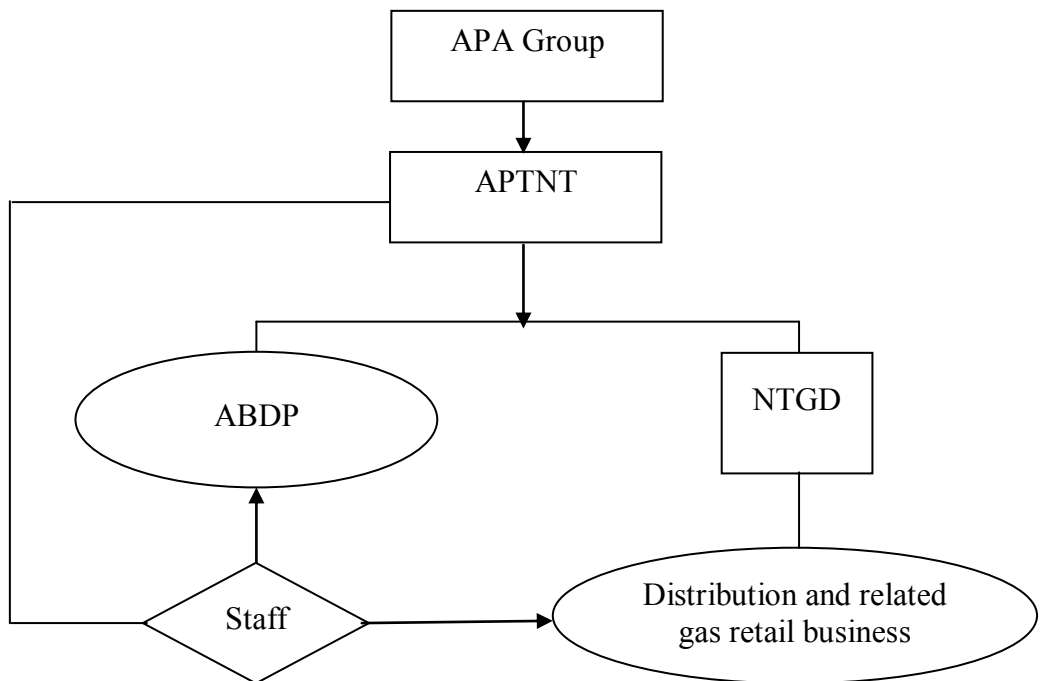 APA Group
APTNT
ABDP
NTGD
Staff
Distribution and related
gas retail business